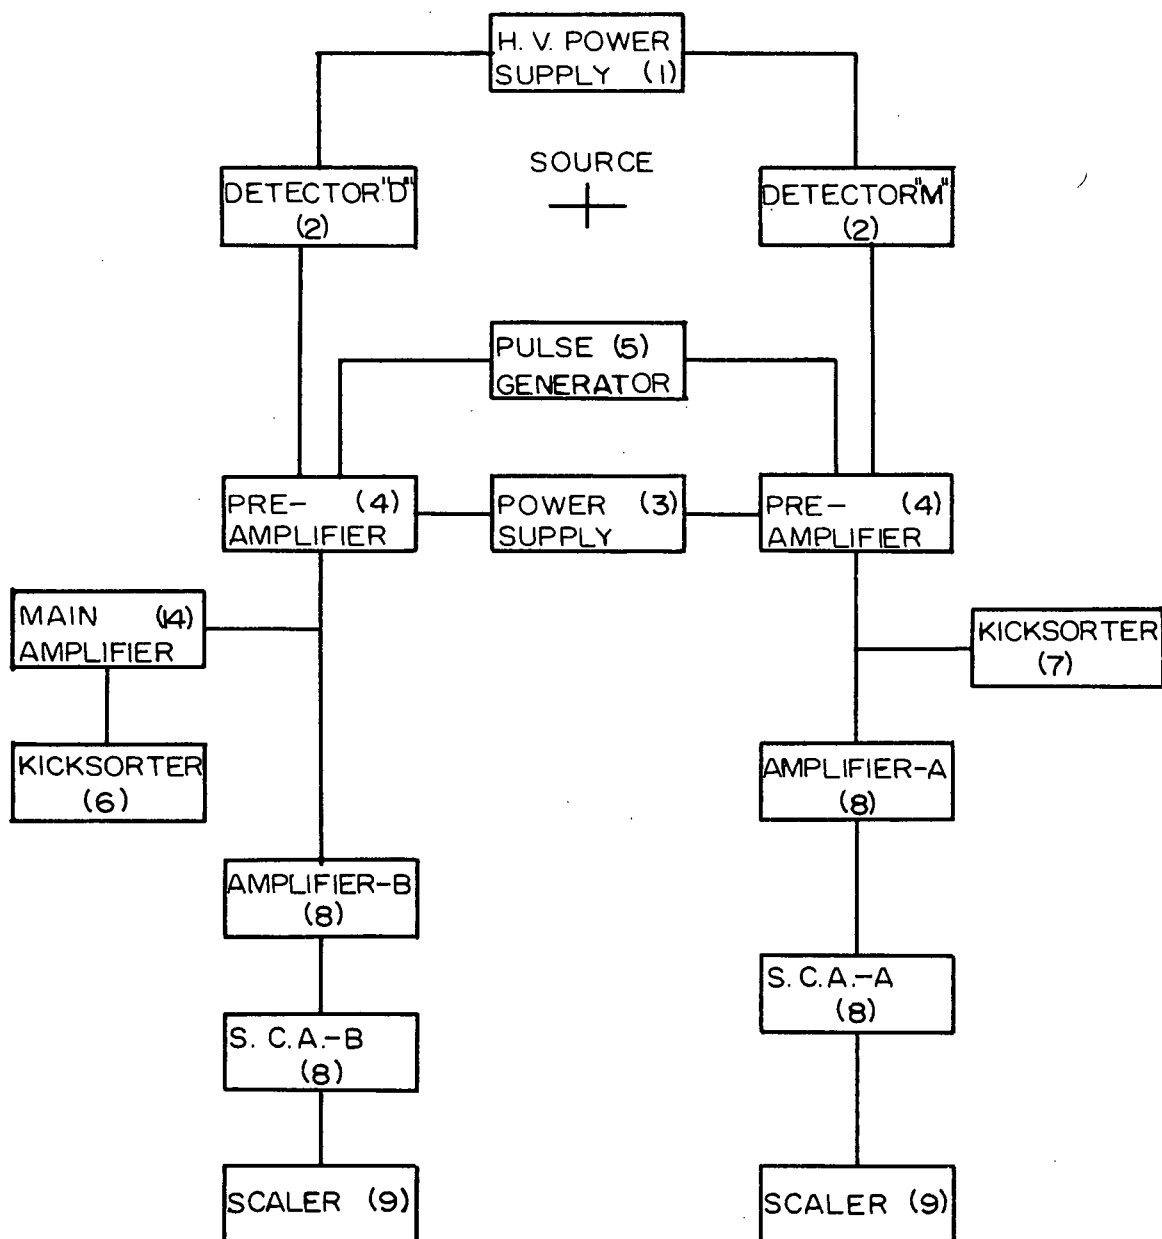 H. V. POWER
SUPPLY (1)
SOURCE
DETECTOR"D"
(2)
DETECTOR"M"
(2)
PULSE (5)
GENERATOR
PRE- (4)
AMPLIFIER
POWER (3)
SUPPLY
PRE- (4)
AMPLIFIER
MAIN (14)
AMPLIFIER
KICKSORTER
(7)
KICKSORTER
(6)
AMPLIFIER-A
(8)
AMPLIFIER-B
(8)
S. C. A.-A
(8)
S. C. A.-B
(8)
SCALER (9)
SCALER (9)